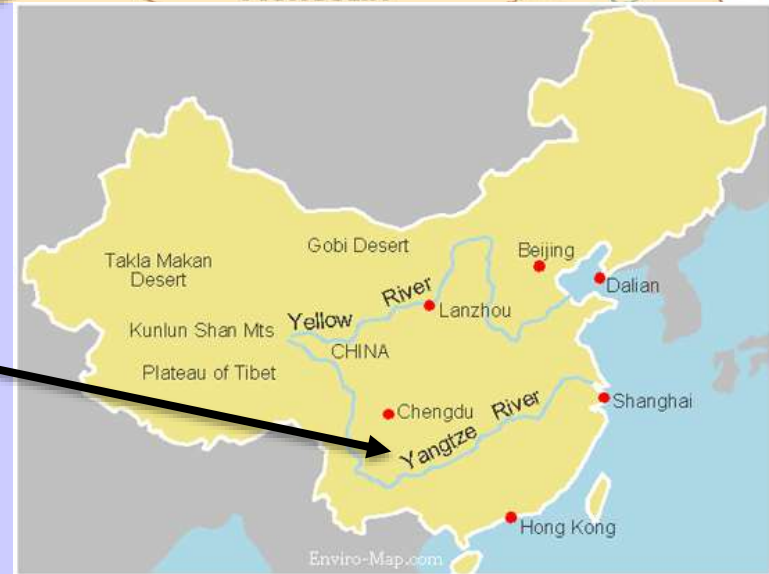 Gobi Desert
Beijing
Takla Makan
Desert
Dalian
Yellow River
Lanzhou
Kunlun Shan Mts
CHINA
Plateau of Tibet
Shanghai
Chengdu
Yangtze River
Hong Kong
Enviro-Map.com